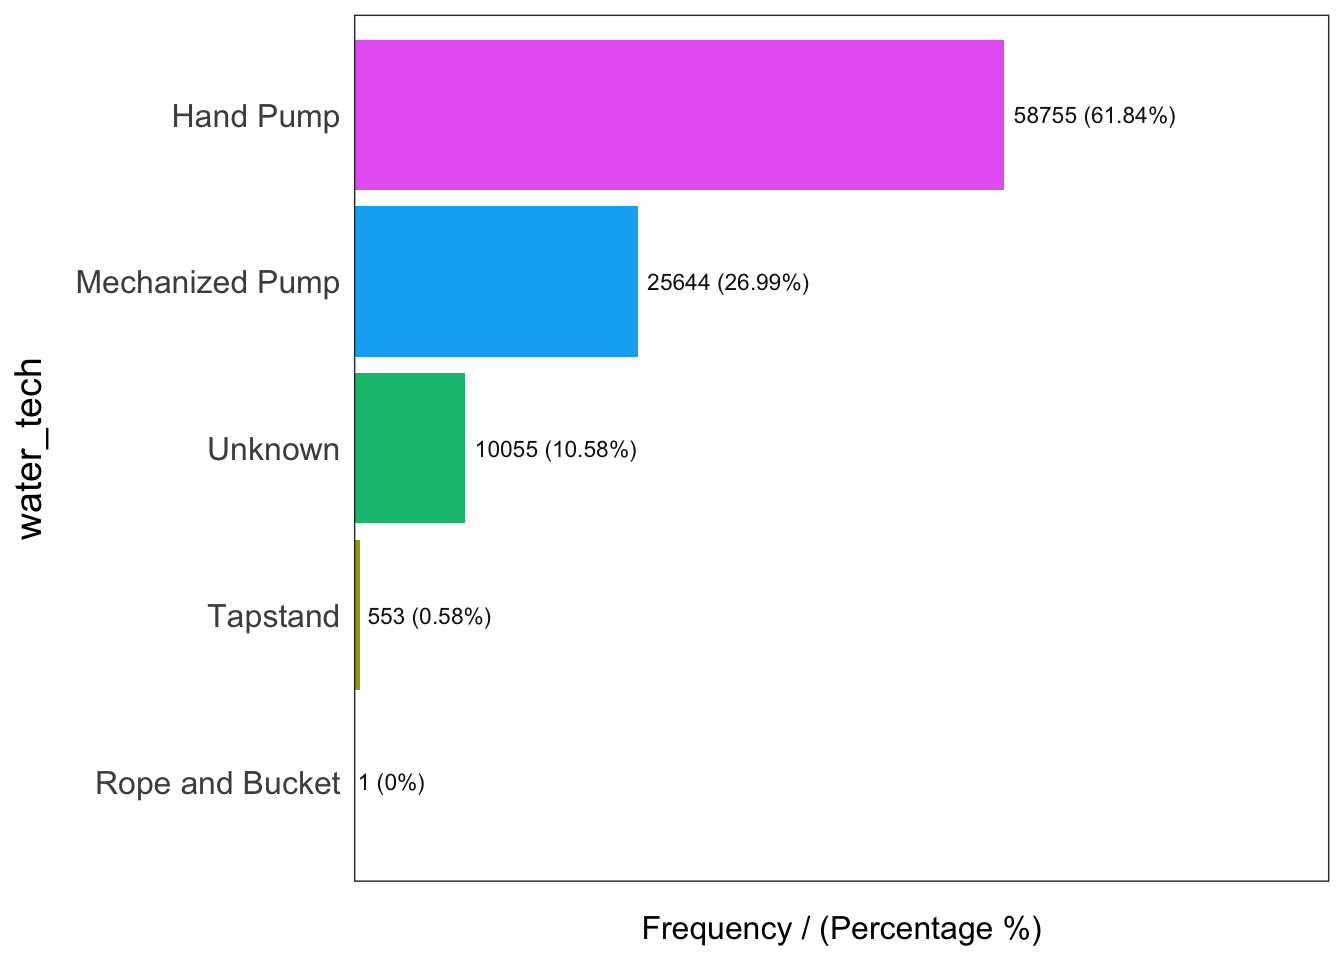 water_tech
Hand Pump
58755 (61.84%)
Mechanized Pump
25644 (26.99%)
Unknown
10055 (10.58%)
Tapstand
553 (0.58%)
Rope and Bucket
1 (0%)
Frequency / (Percentage %)